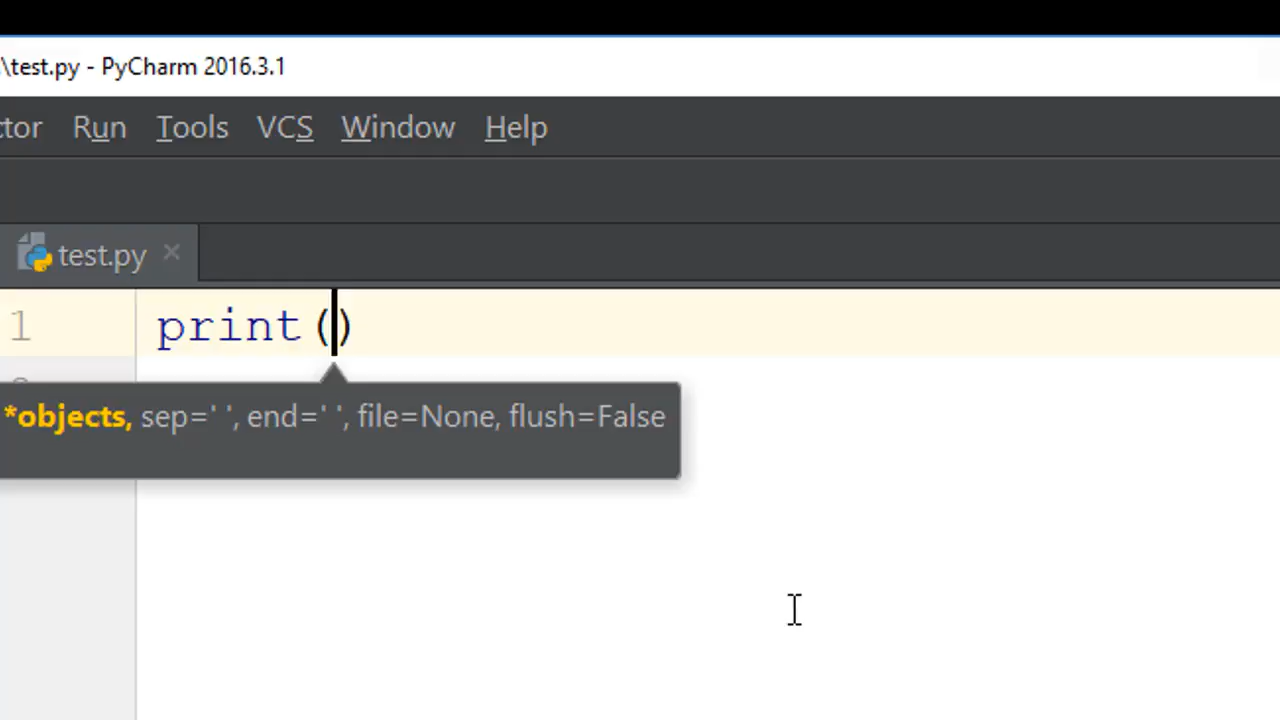 \test.py - PyCharm 2016.3.1
ctor Run Tools VCS Window Help
test.py
1 print()
*objects, sep=' ', end=' ', file=None, flush=False